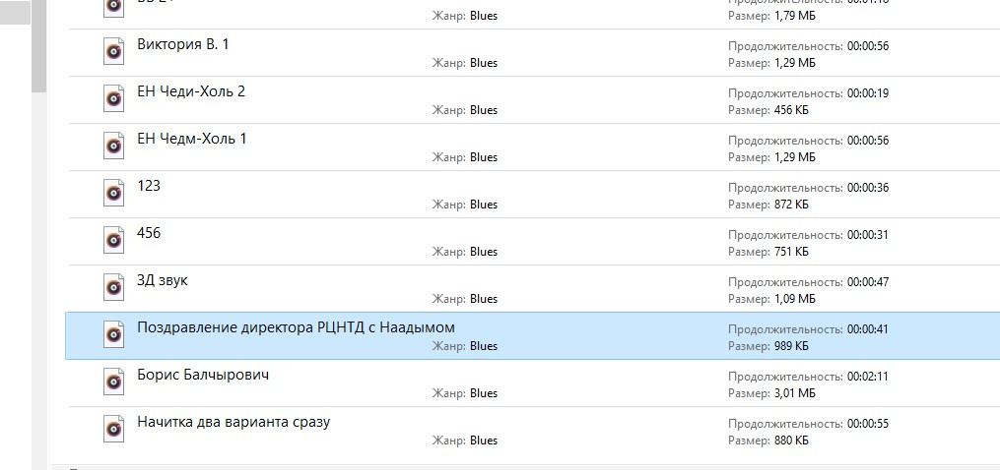 Жанр: Blues
Размер: 1,79 МБ
Виктория В. 1
Продолжительность: 00:00:56
Жанр: Blues
Размер: 1,29 МБ
ЕН Чеди-Холь 2
Продолжительность: 00:00:19
Жанр: Blues
Размер: 456 КБ
ЕН Чедм-Холь 1
Продолжительность: 00:00:56
Жанр: Blues
Размер: 1,29 МБ
123
Продолжительность: 00:00:36
Жанр: Blues
Размер: 872 КБ
456
Продолжительность: 00:00:31
Жанр: Blues
Размер: 751 КБ
3Д звук
Продолжительность: 00:00:47
Жанр: Blues
Размер: 1,09 МБ
Поздравление директора РЦНТД с Наадымом
Продолжительность: 00:00:41
Жанр: Blues
Размер: 989 КБ
Борис Балчырович
Продолжительность: 00:02:11
Жанр: Blues
Размер: 3,01 МБ
Начитка два варианта сразу
Продолжительность: 00:00:55
Жанр: Blues
Размер: 880 КБ